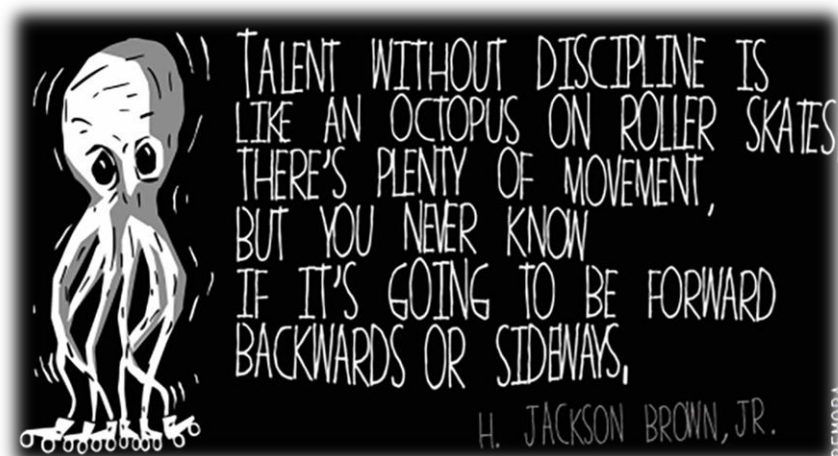 TALENT WITHOUT DISCIPLINE IS
LIKE AN OCTOPUS ON ROLLER SKATES
THERE'S PLENTY OF MOVEMENT,
BUT YOU NEVER KNOW
IF IT'S GOING TO BE FORWARD
BACKWARDS OR SIDEWAYS.
H. JACKSON BROWN, JR.